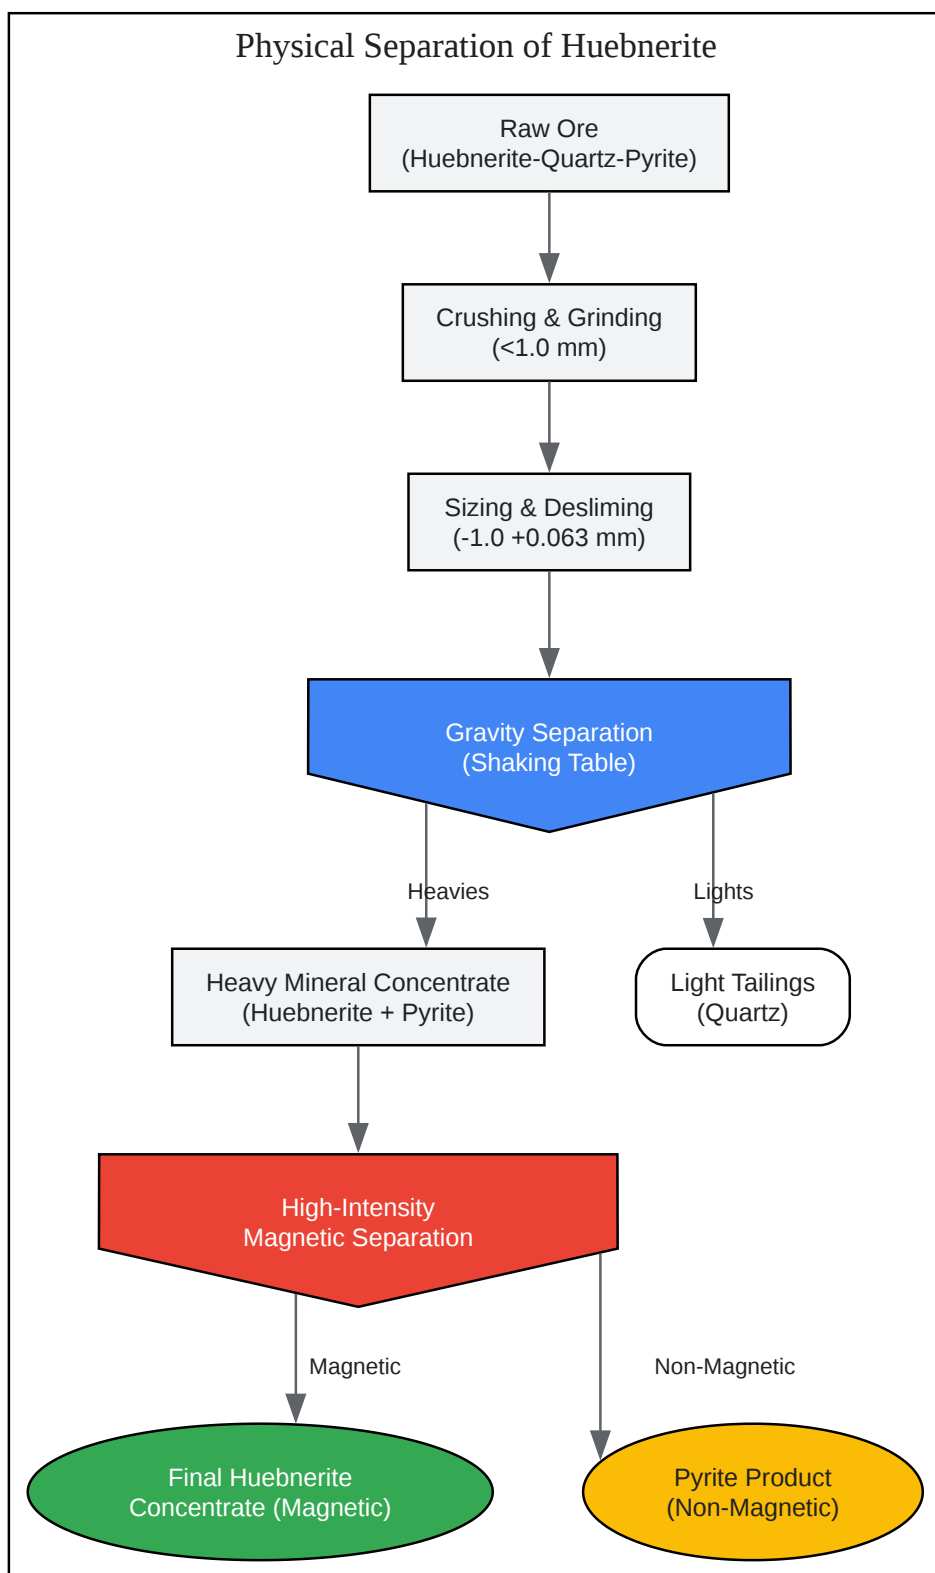 Physical Separation of Huebnerite
Raw Ore
(Huebnerite-Quartz-Pyrite)
Crushing & Grinding
(<1.0 mm)
Sizing & Desliming
(-1.0 +0.063 mm)
Gravity Separation
(Shaking Table)
Heavies
Lights
Heavy Mineral Concentrate
(Huebnerite + Pyrite)
Light Tailings
(Quartz)
High-Intensity
Magnetic Separation
Magnetic
Non-Magnetic
Final Huebnerite
Concentrate (Magnetic)
Pyrite Product
(Non-Magnetic)